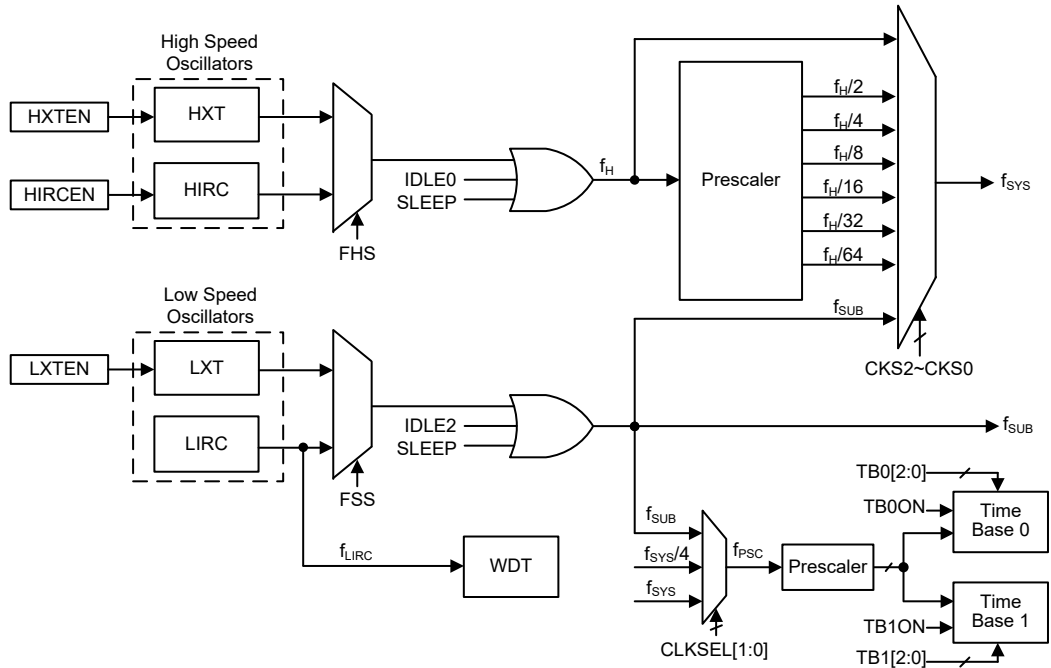 High Speed
Oscillators
HXTEN
HXT
HIRCEN
HIRC
FHS
IDLE0
SLEEP
fH
Prescaler
fH/2
fH/4
fH/8
fH/16
fH/32
fH/64
fSUB
CKS2~CKS0
fSYS
Low Speed
Oscillators
LXTEN
LXT
LIRC
FSS
IDLE2
SLEEP
fSUB
fLIRC
WDT
fSUB
fSYS/4
fSYS
CLKSEL[1:0]
fPSC
Prescaler
TB0[2:0]
TB0ON
Time
Base 0
Time
Base 1
TB1ON
TB1[2:0]